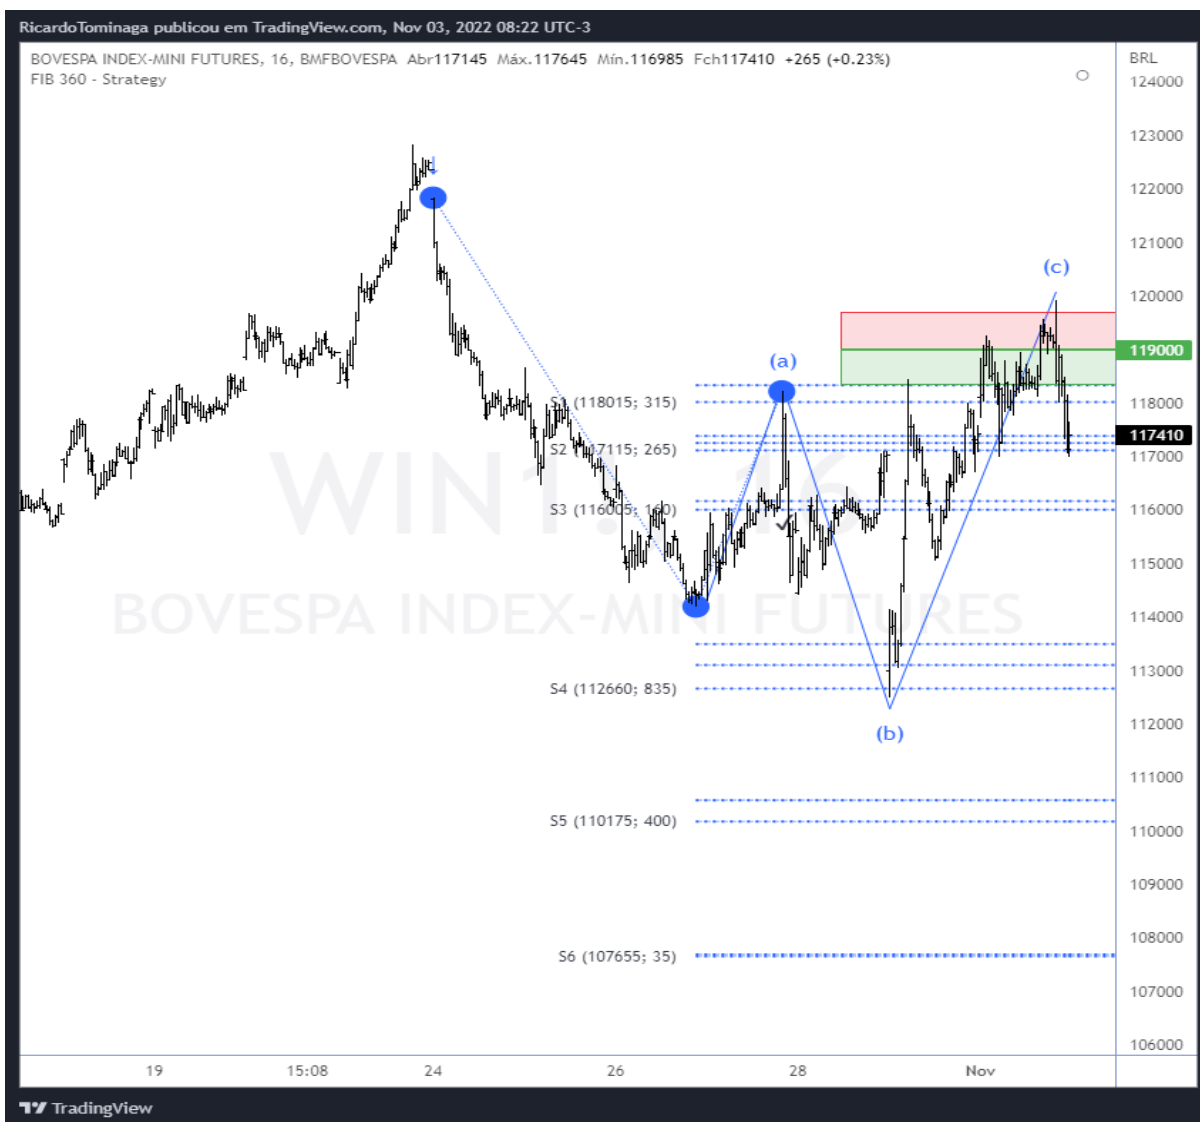 RicardoTominaga publicou em TradingView.com, Nov 03, 2022 08:22 UTC-3
BOVESPA INDEX-MINI FUTURES, 16, BMFBOVESPA Abr117145 Máx.117645 Mín.116985 Fch117410 +265 (+0.23%)
FIB 360 - Strategy
BRL
124000
123000
122000
121000
120000
119000
118000
117410
117000
116000
115000
114000
113000
112000
111000
110000
109000
108000
107000
106000
(c)
(a)
S1 (118015; 315)
S2 (117115; 265)
S3 (116005; 160)
BOVESPA INDEX-MINI FUTURES
S4 (112660; 835)
(b)
S5 (110175; 400)
S6 (107655; 35)
19
15:08
24
26
28
Nov
TradingView